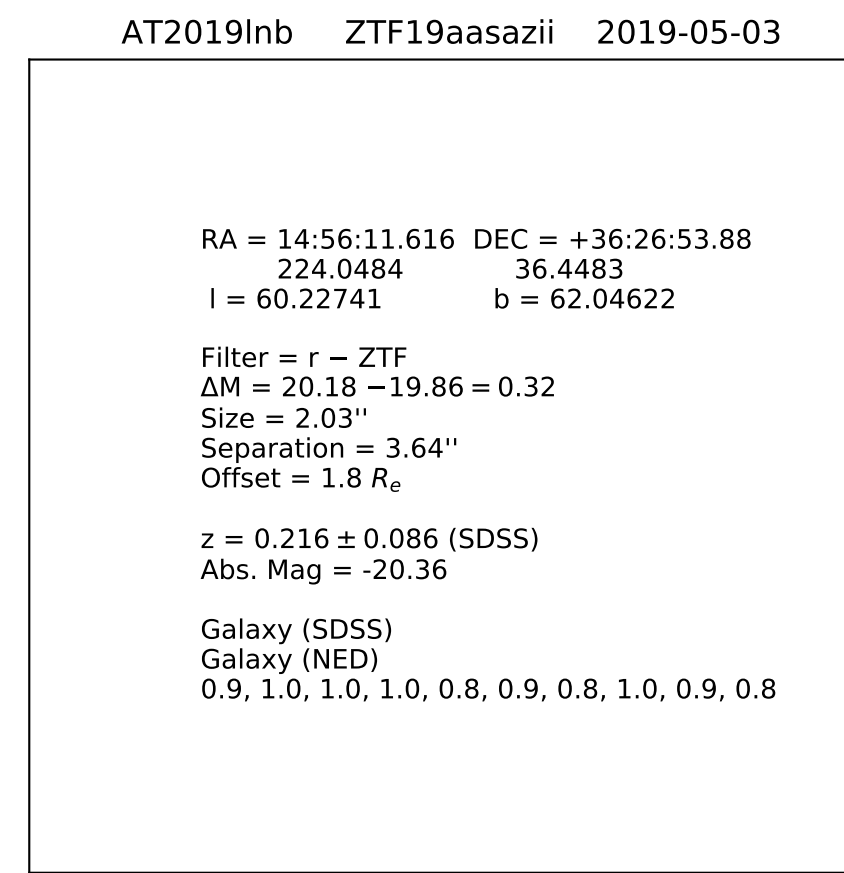 AT2019lnb ZTF19aasazii 2019-05-03
RA = 14:56:11.616 DEC = +36:26:53.88
224.0484 36.4483
l = 60.22741 b = 62.04622
Filter = r − ZTF
ΔM = 20.18 −19.86 = 0.32
Size = 2.03''
Separation = 3.64''
Offset = 1.8 Re
z = 0.216 ± 0.086 (SDSS)
Abs. Mag = -20.36
Galaxy (SDSS)
Galaxy (NED)
0.9, 1.0, 1.0, 1.0, 0.8, 0.9, 0.8, 1.0, 0.9, 0.8